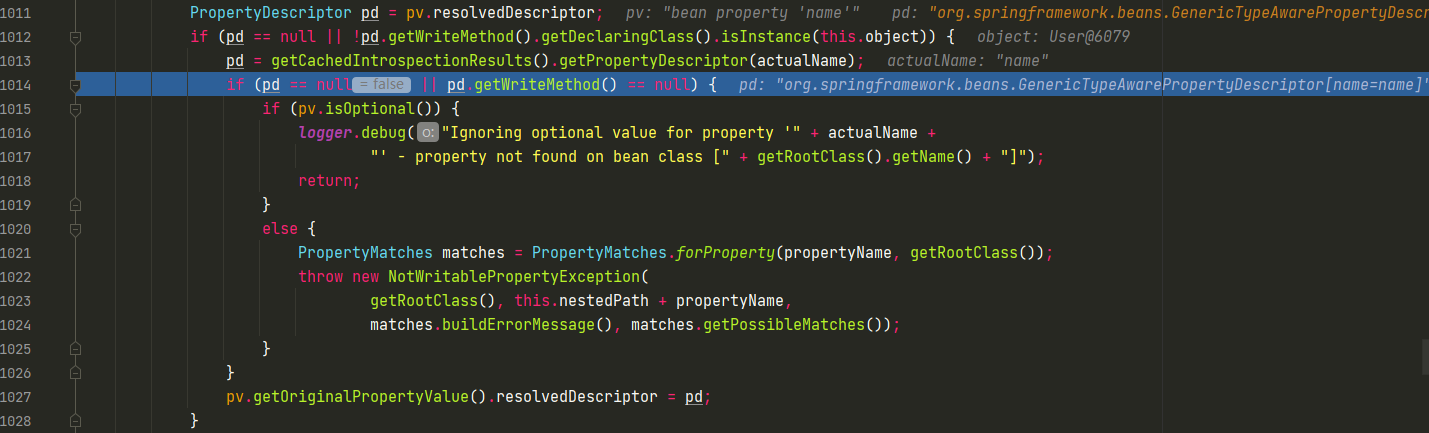 1011 PropertyDescriptor pd = pv.resolvedDescriptor; pv: "bean property 'name'" pd: "org.springframework.beans.GenericTypeAwarePropertyDescr
1012 if (pd == null || !pd.getWriteMethod().getDeclaringClass().isInstance(this.object)) { object: User@6079
1013 pd = getCachedIntrospectionResults().getPropertyDescriptor(actualName); actualName: "name"
1014 if (pd == null = false || pd.getWriteMethod() == null) { pd: "org.springframework.beans.GenericTypeAwarePropertyDescriptor[name=name]"
1015 if (pv.isOptional()) {
1016 logger.debug( o: "Ignoring optional value for property '" + actualName +
1017 "' - property not found on bean class [" + getRootClass().getName() + "]");
1018 return;
1019 }
1020 else {
1021 PropertyMatches matches = PropertyMatches.forProperty(propertyName, getRootClass());
1022 throw new NotWritablePropertyException(
1023 getRootClass(), this.nestedPath + propertyName,
1024 matches.buildErrorMessage(), matches.getPossibleMatches());
1025 }
1026 }
1027 pv.getOriginalPropertyValue().resolvedDescriptor = pd;
1028 }